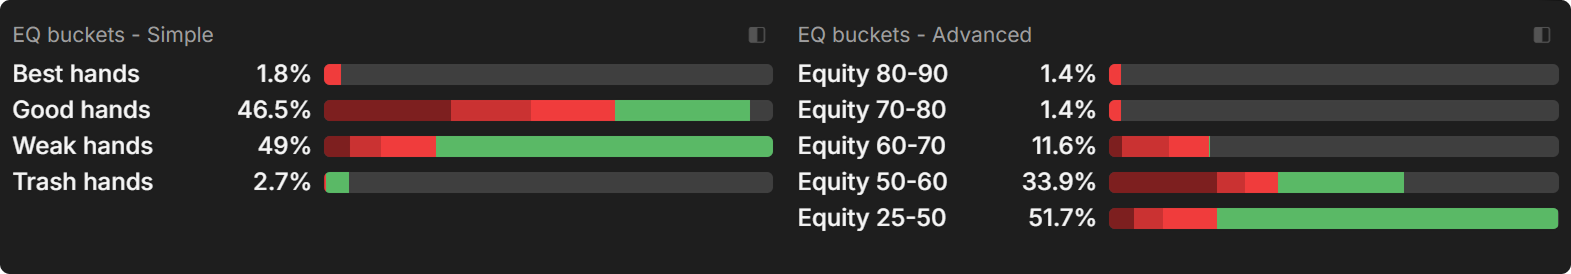 EQ buckets - Simple
Best hands 1.8%
Good hands 46.5%
Weak hands 49%
Trash hands 2.7%
EQ buckets - Advanced
Equity 80-90 1.4%
Equity 70-80 1.4%
Equity 60-70 11.6%
Equity 50-60 33.9%
Equity 25-50 51.7%